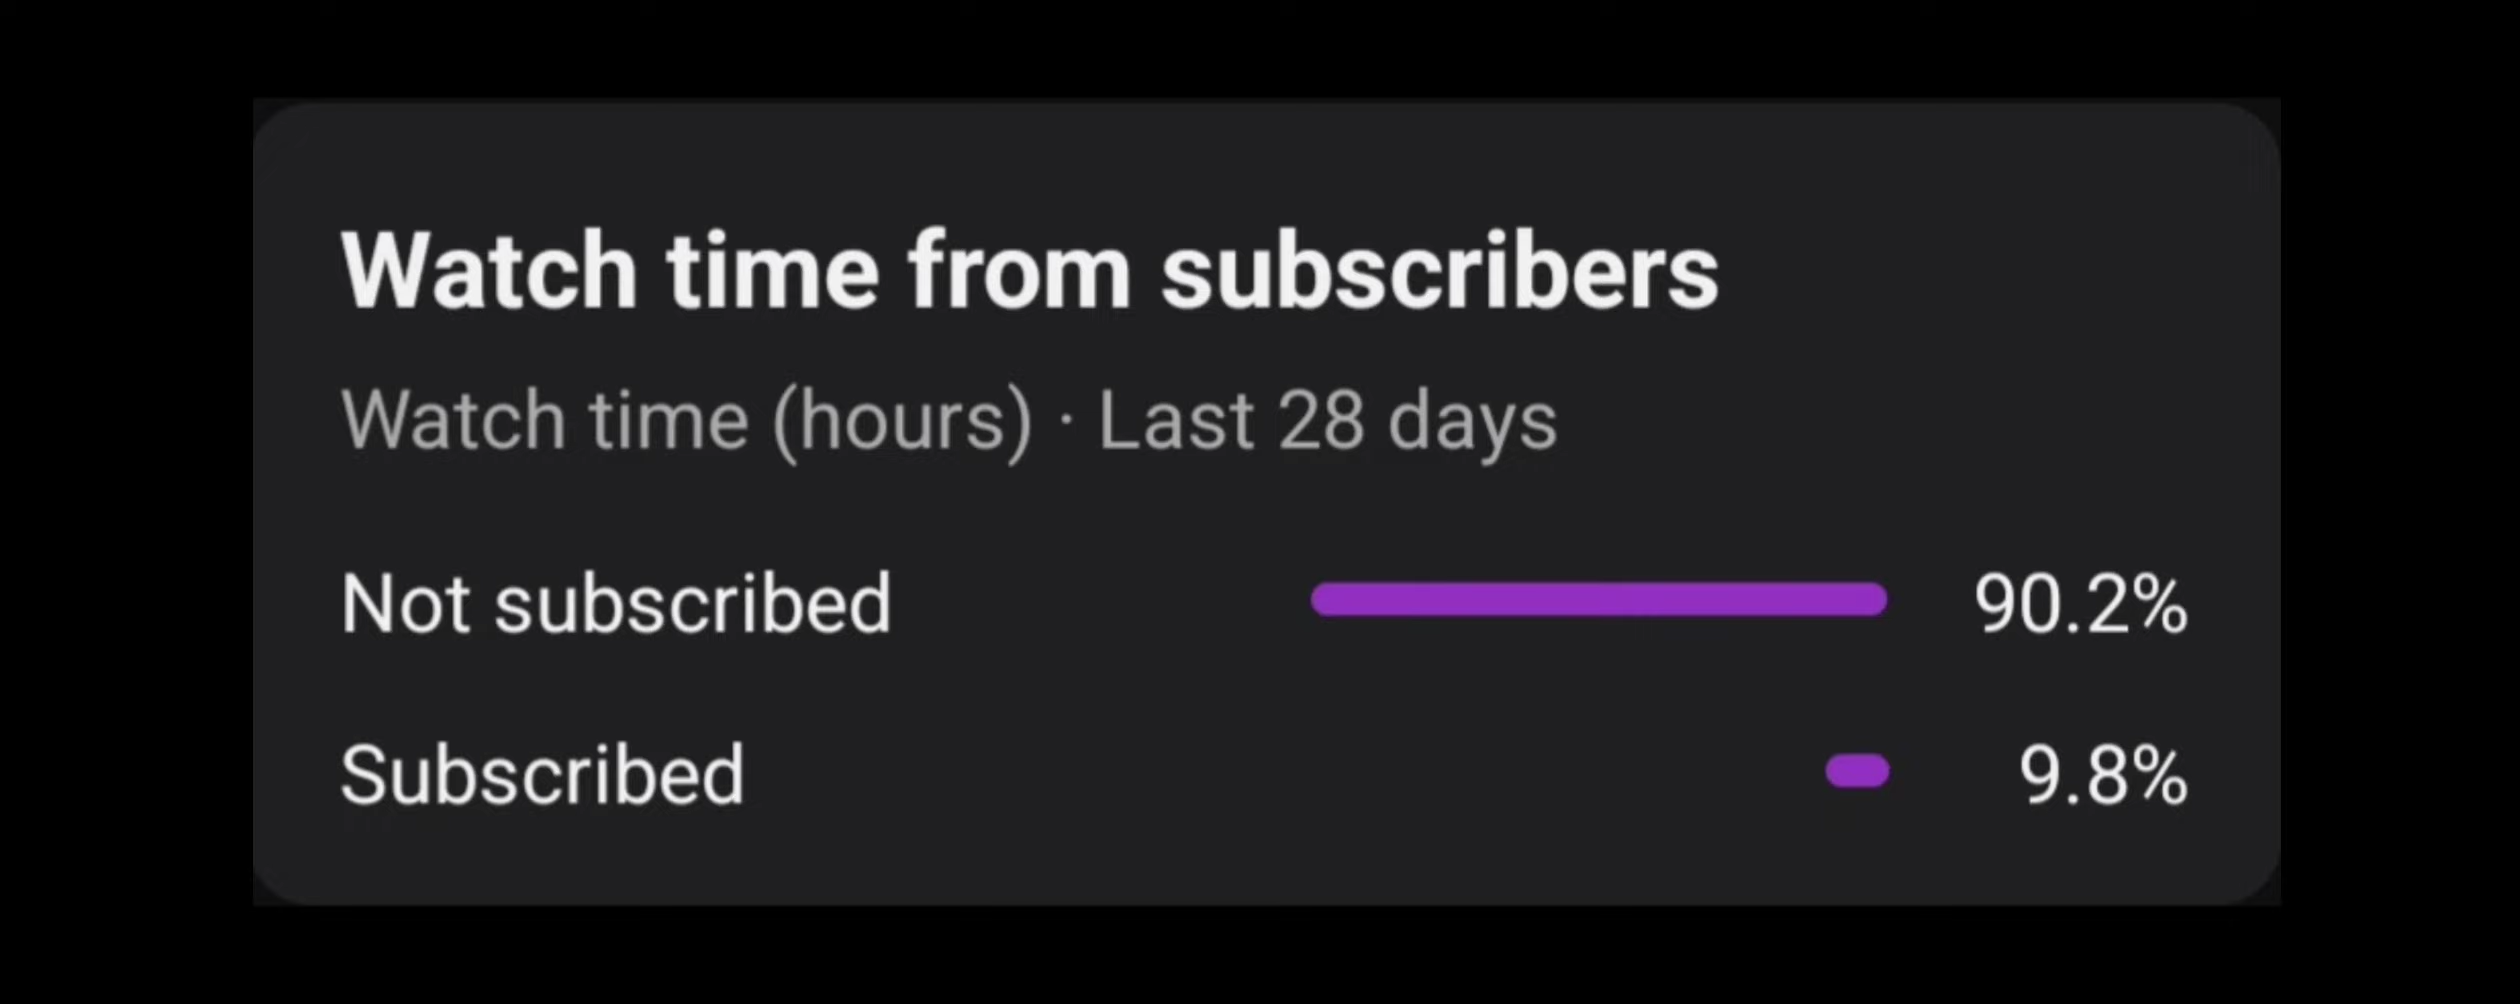 Watch time from subscribers
Watch time (hours) · Last 28 days
Not subscribed 90.2%
Subscribed 9.8%